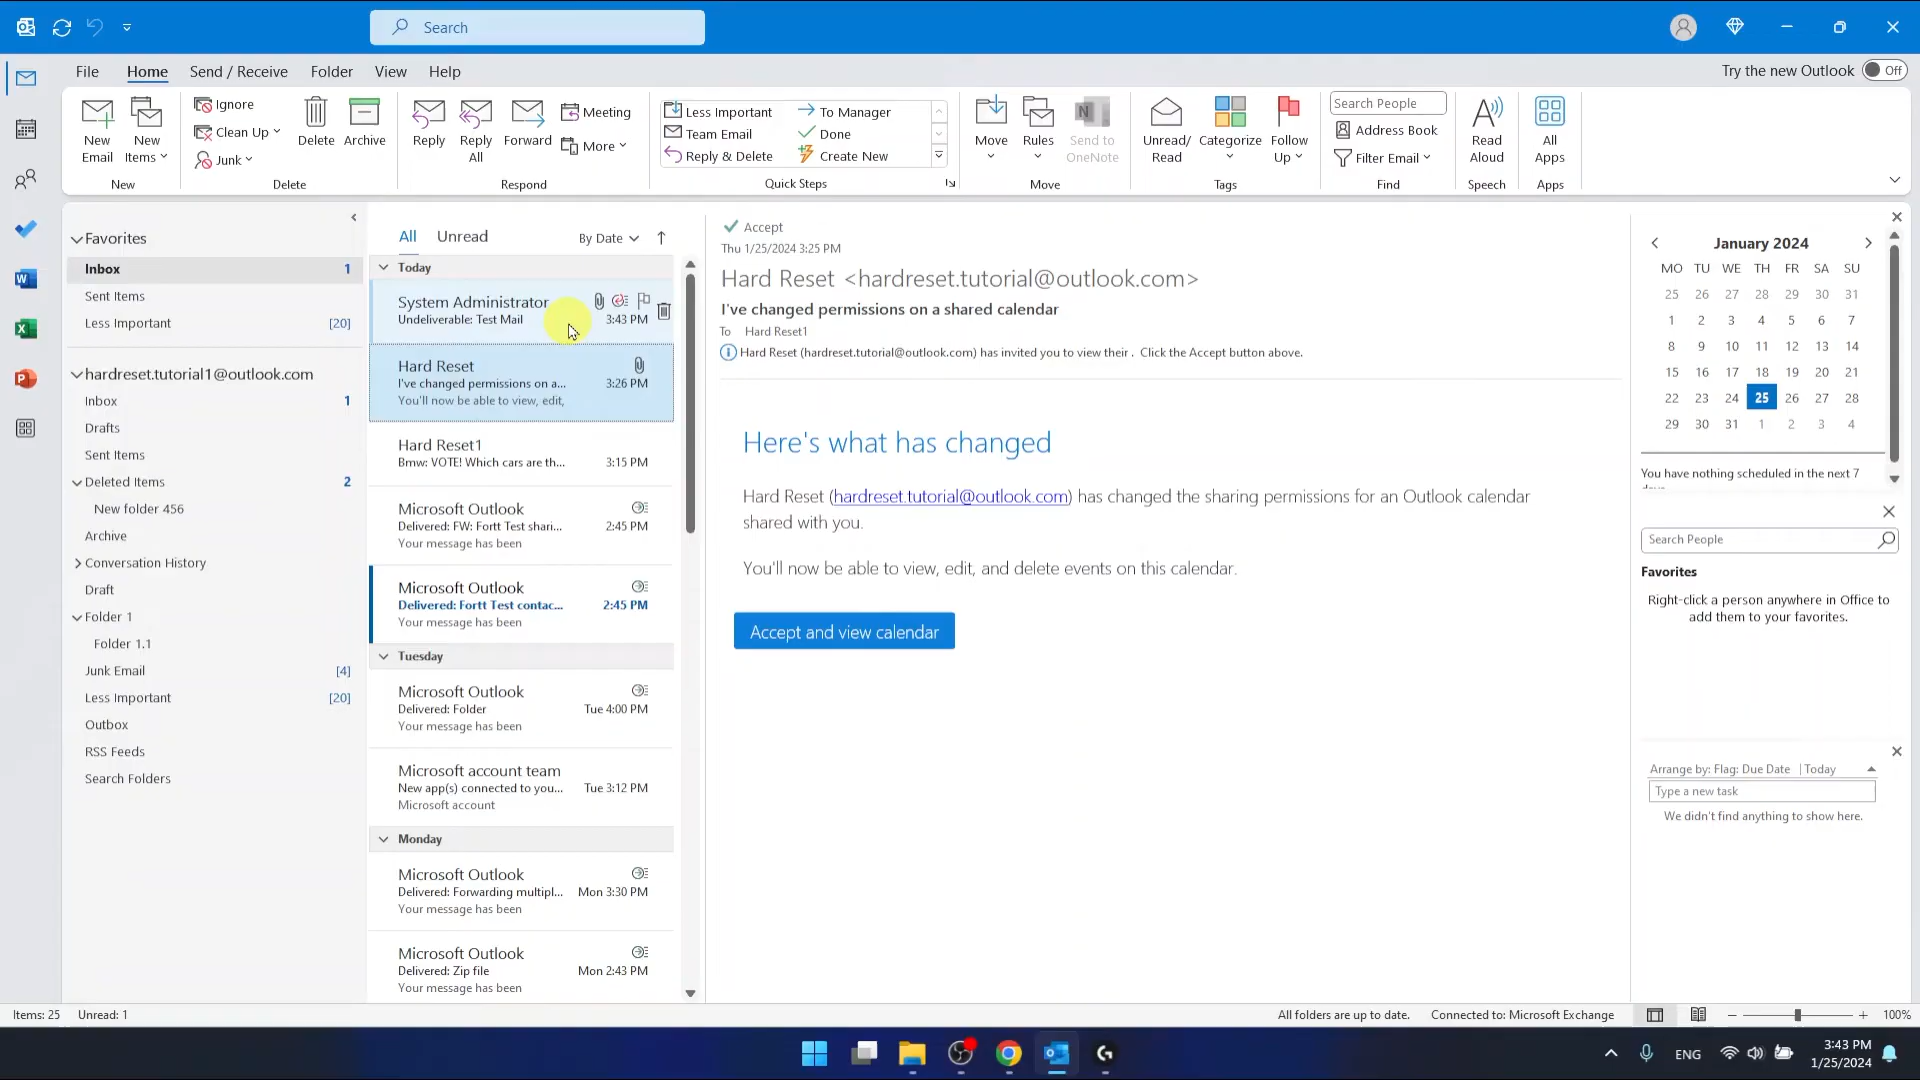 Search
File Home Send / Receive Folder View Help
Try the new Outlook Off
New Email
New Items
New
Ignore
Clean Up
Junk
Delete
Archive
Delete
Reply
Reply All
Forward
Meeting
More
Respond
Less Important
Team Email
Reply & Delete
To Manager
Done
Create New
Quick Steps
Move
Rules
N
Send to OneNote
Move
Unread/ Read
Categorize
Follow Up
Tags
Search People
Address Book
Filter Email
Find
Read Aloud
Speech
All Apps
Apps
W
X
P
Favorites
Inbox 1
Sent Items
Less Important [20]
hardreset.tutorial1@outlook.com
Inbox 1
Drafts
Sent Items
Deleted Items 2
New folder 456
Archive
Conversation History
Draft
Folder 1
Folder 1.1
Junk Email [4]
Less Important [20]
Outbox
RSS Feeds
Search Folders
All Unread By Date
Today
System Administrator
Undeliverable: Test Mail 3:43 PM
Hard Reset
I've changed permissions on a... 3:26 PM
You'll now be able to view, edit,
Hard Reset1
Bmw: VOTE! Which cars are th... 3:15 PM
Microsoft Outlook
Delivered: FW: Fortt Test shari... 2:45 PM
Your message has been
Microsoft Outlook
Delivered: Fortt Test contac... 2:45 PM
Your message has been
Tuesday
Microsoft Outlook
Delivered: Folder Tue 4:00 PM
Your message has been
Microsoft account team
New app(s) connected to you... Tue 3:12 PM
Microsoft account
Monday
Microsoft Outlook
Delivered: Forwarding multipl... Mon 3:30 PM
Your message has been
Microsoft Outlook
Delivered: Zip file Mon 2:43 PM
Your message has been
Accept
Thu 1/25/2024 3:25 PM
Hard Reset <hardreset.tutorial@outlook.com>
I've changed permissions on a shared calendar
To Hard Reset1
Hard Reset (hardreset.tutorial@outlook.com) has invited you to view their . Click the Accept button above.
Here's what has changed
Hard Reset (hardreset.tutorial@outlook.com) has changed the sharing permissions for an Outlook calendar
shared with you.
You'll now be able to view, edit, and delete events on this calendar.
Accept and view calendar
January 2024
MO TU WE TH FR SA SU
25 26 27 28 29 30 31
1 2 3 4 5 6 7
8 9 10 11 12 13 14
15 16 17 18 19 20 21
22 23 24 25 26 27 28
29 30 31 1 2 3 4
You have nothing scheduled in the next 7
Search People
Favorites
Right-click a person anywhere in Office to
add them to your favorites.
Arrange by: Flag: Due Date Today
Type a new task
We didn't find anything to show here.
Items: 25 Unread: 1
All folders are up to date. Connected to: Microsoft Exchange 100%
ENG
3:43 PM
1/25/2024